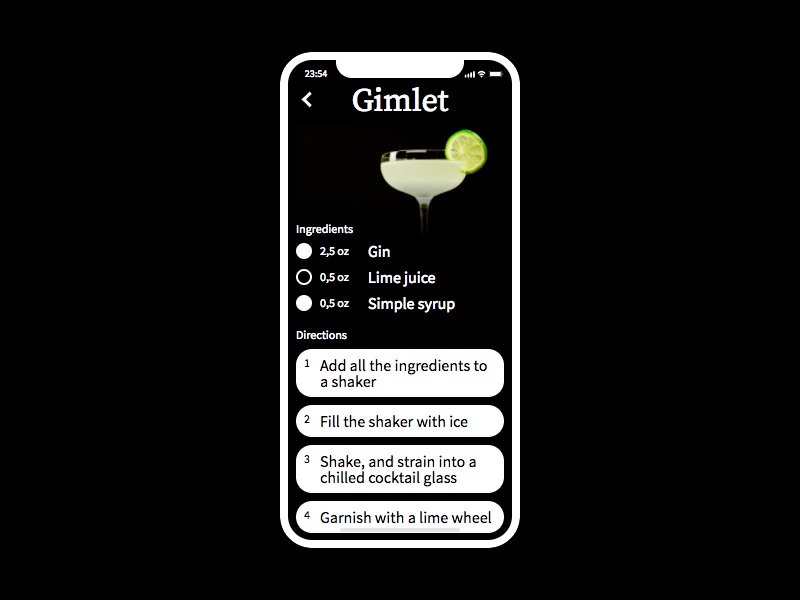 23:54
Gimlet
Ingredients
2,5 oz Gin
0,5 oz Lime juice
0,5 oz Simple syrup
Directions
1 Add all the ingredients to
a shaker
2 Fill the shaker with ice
3 Shake, and strain into a
chilled cocktail glass
4 Garnish with a lime wheel